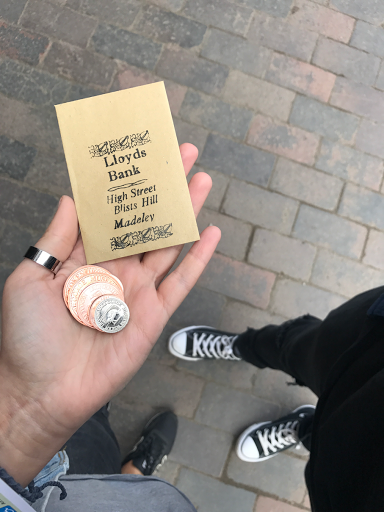 Lloyds
Bank
High Street
Blists Hill
Madeley